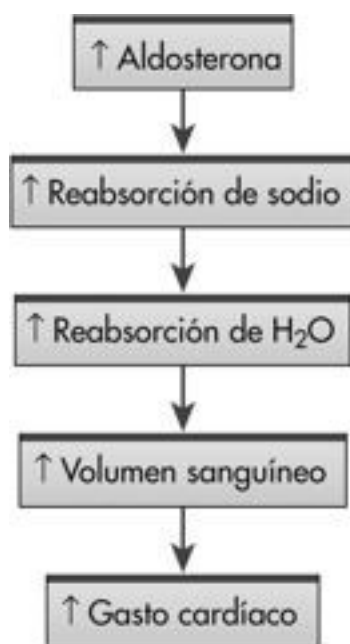 ↑ Aldosterona
↑ Reabsorción de sodio
↑ Reabsorción de H₂O
↑ Volumen sanguíneo
↑ Gasto cardíaco